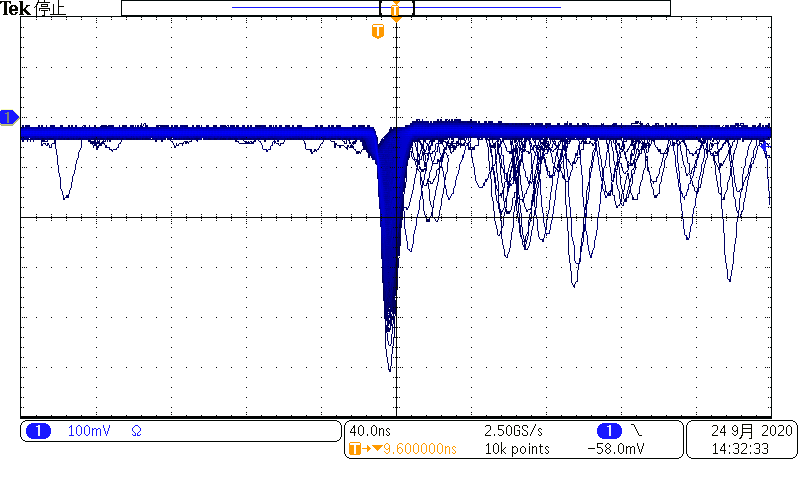 Tek 停止
T
T
1
1 100mV Ω
40.0ns 2.50GS/s 1
T→▼9.600000ns 10k points −58.0mV
24 9月 2020
14:32:33